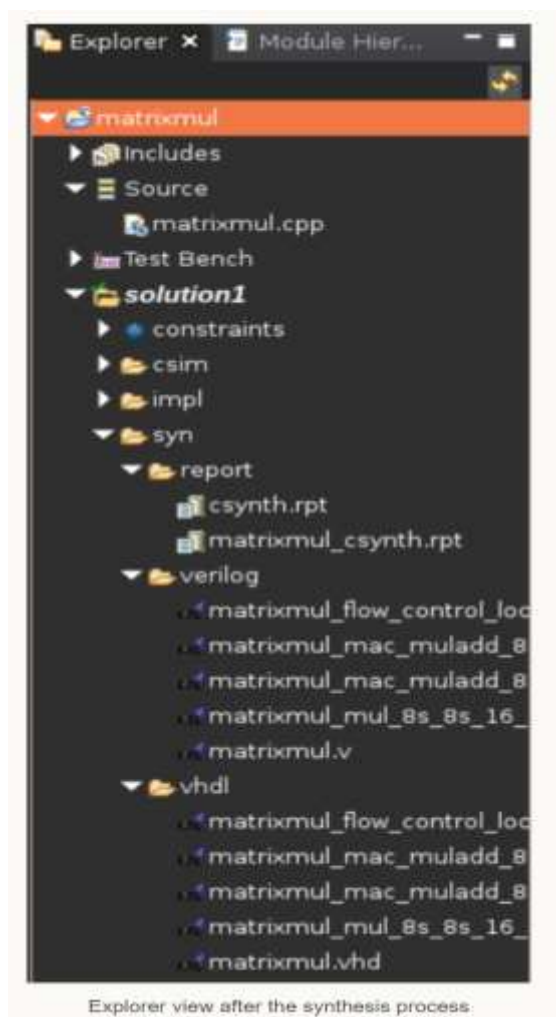 Explorer Module Hier...
matrixmul
Includes
Source
matrixmul.cpp
Test Bench
solution1
constraints
csim
impl
syn
report
csynth.rpt
matrixmul_csynth.rpt
verilog
matrixmul_flow_control_loc
matrixmul_mac_muladd_8
matrixmul_mac_muladd_8
matrixmul_mul_8s_8s_16_
matrixmul.v
vhdl
matrixmul_flow_control_loc
matrixmul_mac_muladd_8
matrixmul_mac_muladd_8
matrixmul_mul_8s_8s_16_
matrixmul.vhd
Explorer view after the synthesis process